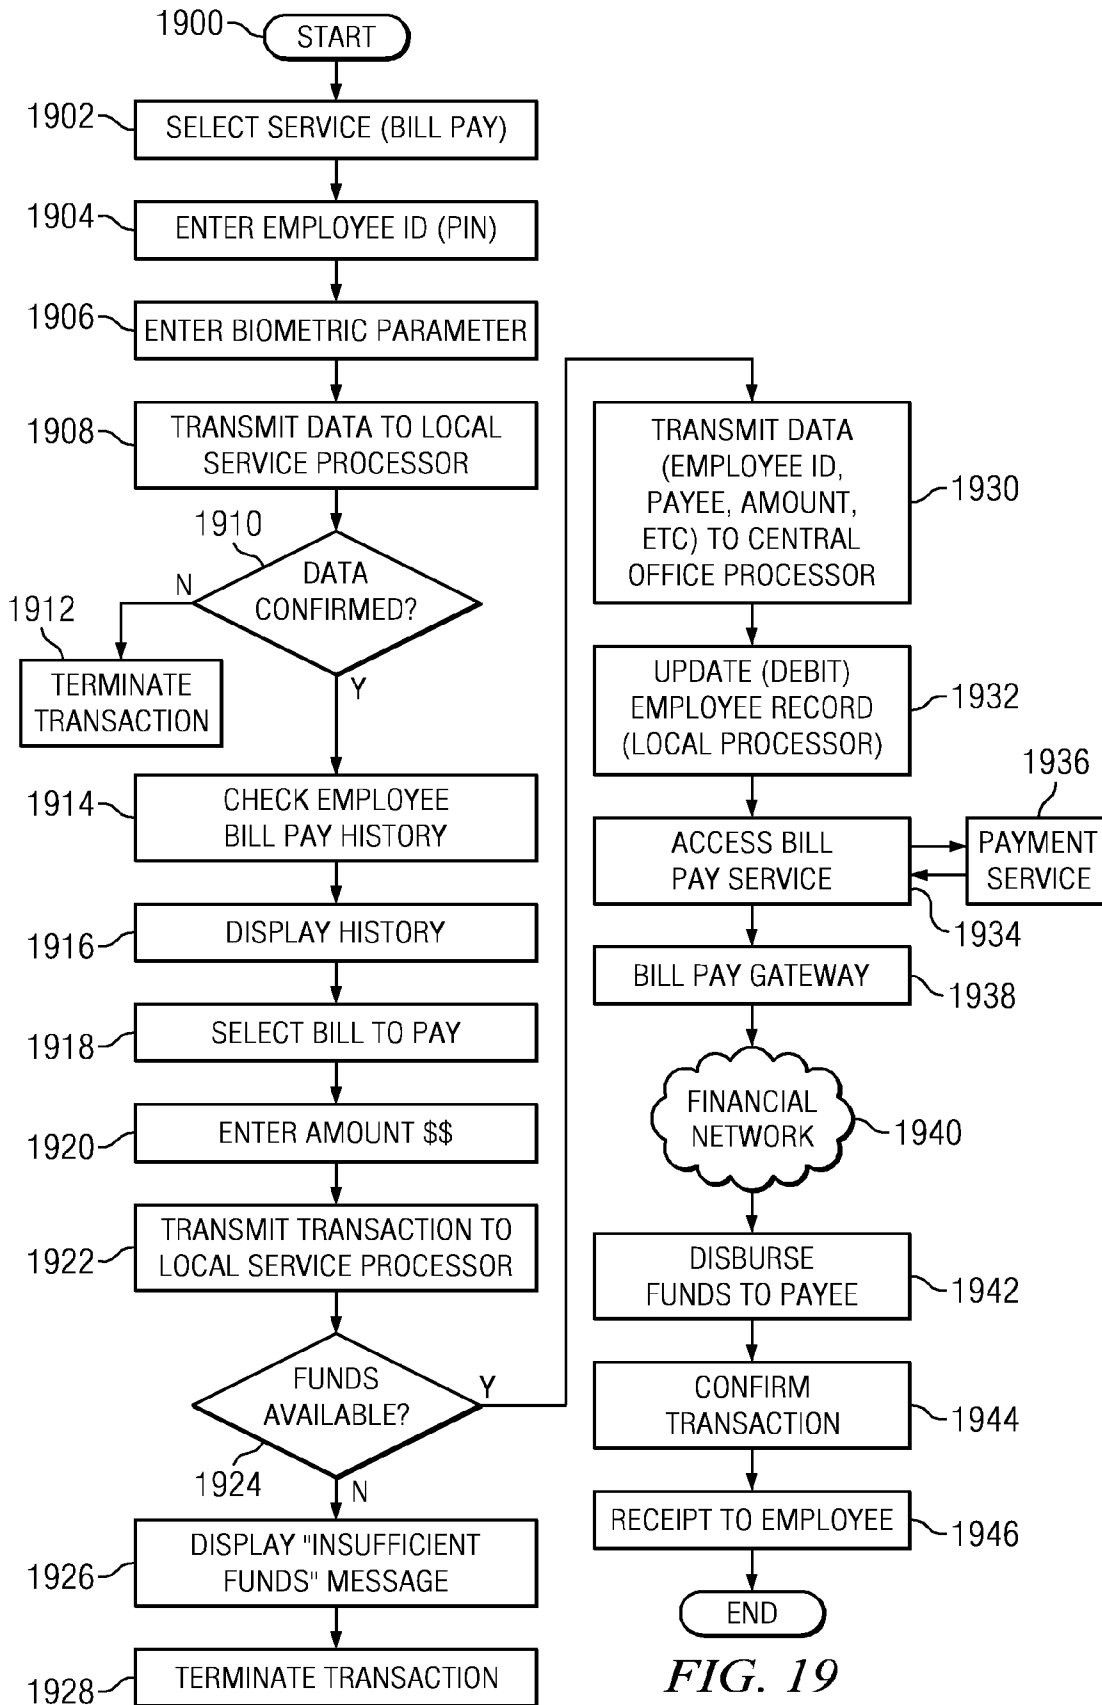 1900
START
1902
SELECT SERVICE (BILL PAY)
1904
ENTER EMPLOYEE ID (PIN)
1906
ENTER BIOMETRIC PARAMETER
1908
TRANSMIT DATA TO LOCAL
SERVICE PROCESSOR
1910
DATA
CONFIRMED?
N
Y
1912
TERMINATE
TRANSACTION
1914
CHECK EMPLOYEE
BILL PAY HISTORY
1916
DISPLAY HISTORY
1918
SELECT BILL TO PAY
1920
ENTER AMOUNT $$
1922
TRANSMIT TRANSACTION TO
LOCAL SERVICE PROCESSOR
FUNDS
AVAILABLE?
Y
1924
N
1926
DISPLAY "INSUFFICIENT
FUNDS" MESSAGE
1928
TERMINATE TRANSACTION
TRANSMIT DATA
(EMPLOYEE ID,
PAYEE, AMOUNT,
ETC) TO CENTRAL
OFFICE PROCESSOR
1930
UPDATE (DEBIT)
EMPLOYEE RECORD
(LOCAL PROCESSOR)
1932
ACCESS BILL
PAY SERVICE
1934
1936
PAYMENT
SERVICE
BILL PAY GATEWAY
1938
FINANCIAL
NETWORK
1940
DISBURSE
FUNDS TO PAYEE
1942
CONFIRM
TRANSACTION
1944
RECEIPT TO EMPLOYEE
1946
END
FIG. 19